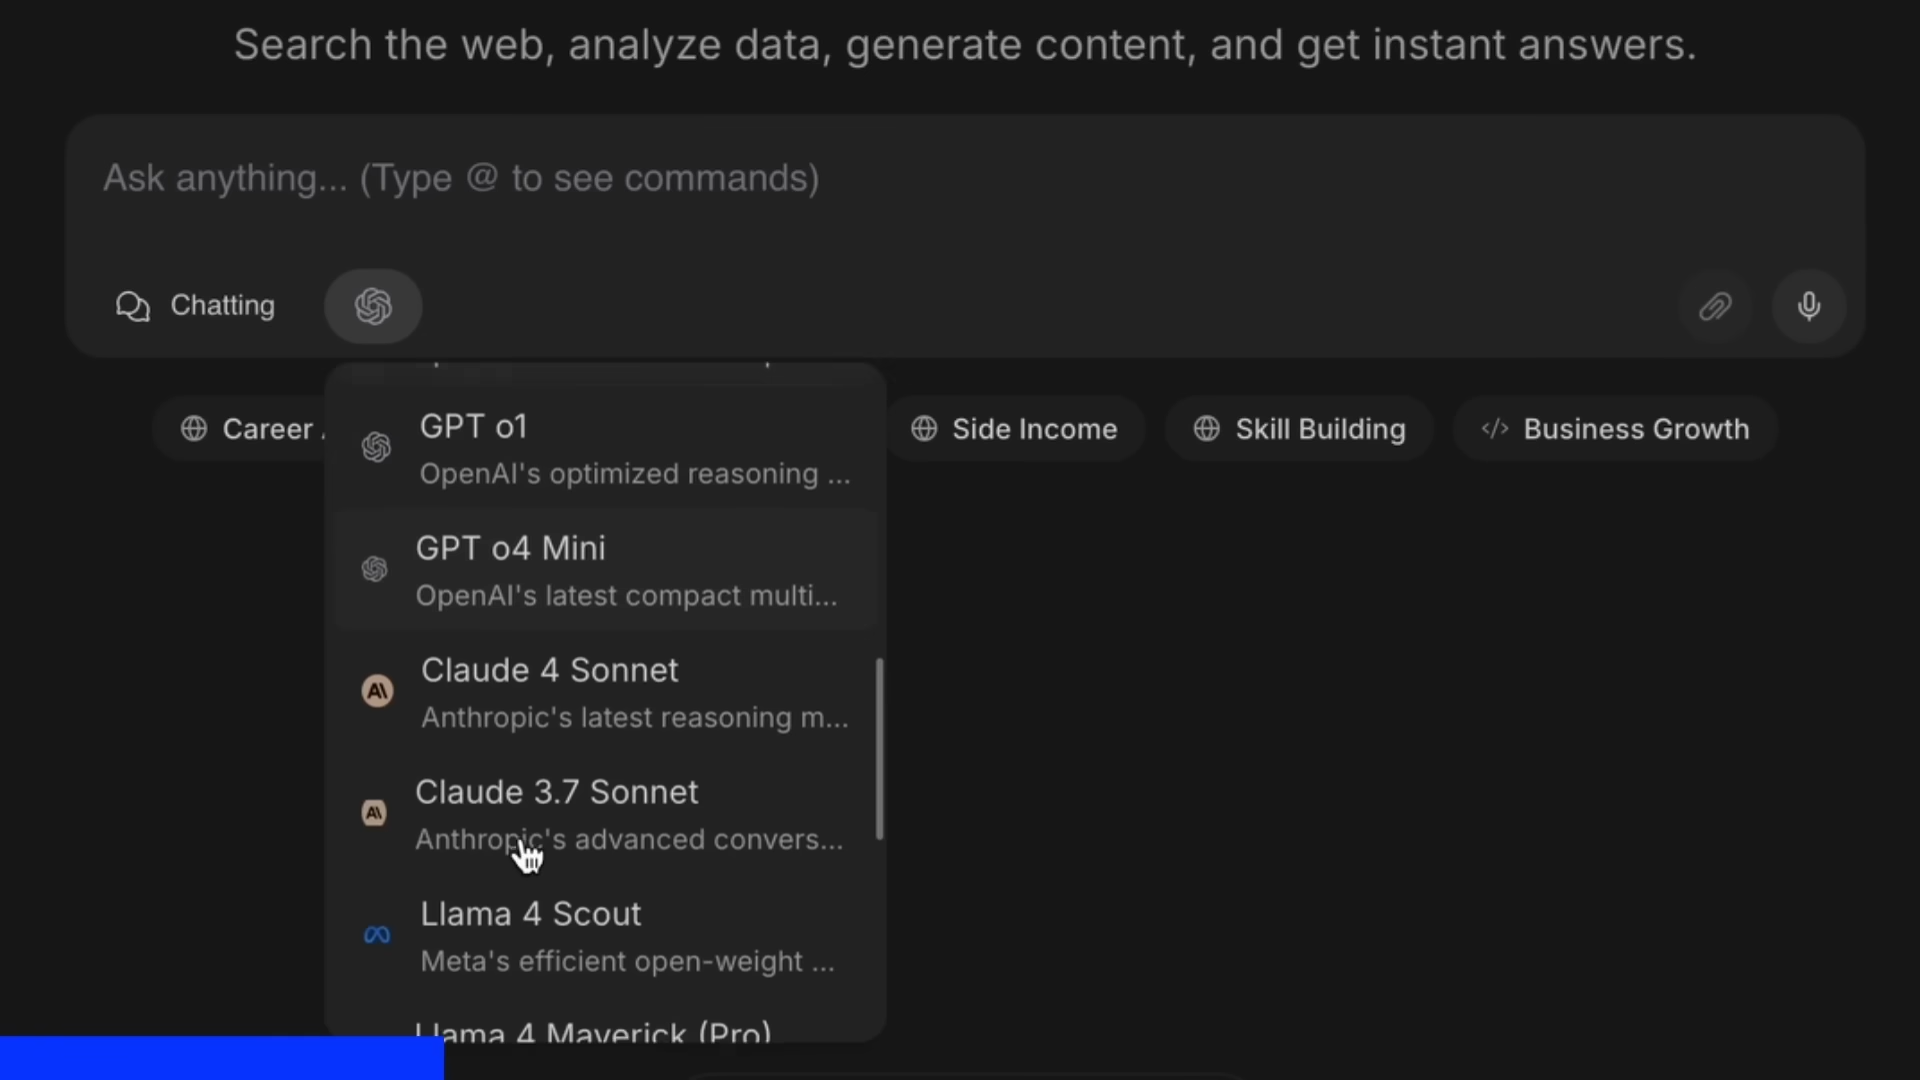 Search the web, analyze data, generate content, and get instant answers.
Ask anything... (Type @ to see commands)
Chatting
Career
Side Income
Skill Building
Business Growth
GPT o1
OpenAI's optimized reasoning ...
GPT o4 Mini
OpenAI's latest compact multi...
Claude 4 Sonnet
Anthropic's latest reasoning m...
Claude 3.7 Sonnet
Anthropic's advanced convers...
Llama 4 Scout
Meta's efficient open-weight ...
Llama 4 Maverick (Pro)